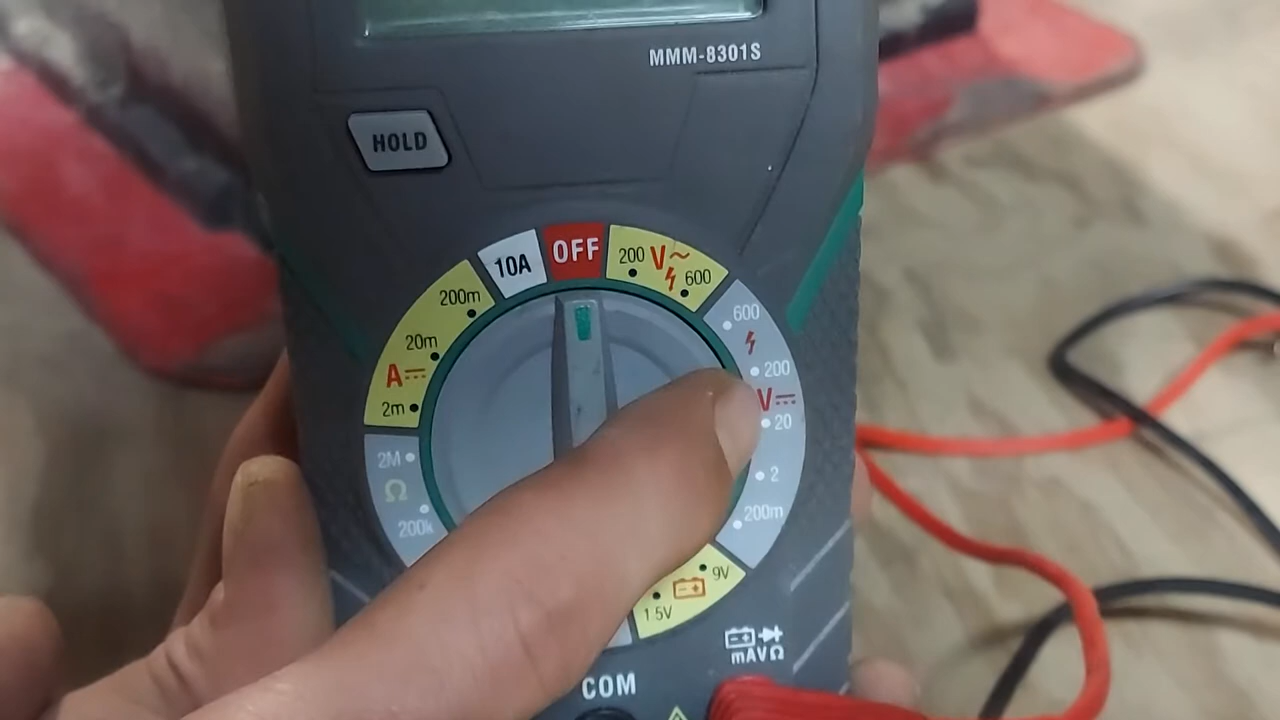 MMM-8301S
HOLD
OFF
10A
200 V~
600
200m
20m
A
2m
600
200
V
20
2
200m
2M
Ω
200k
9V
1.5V
mAVΩ
COM